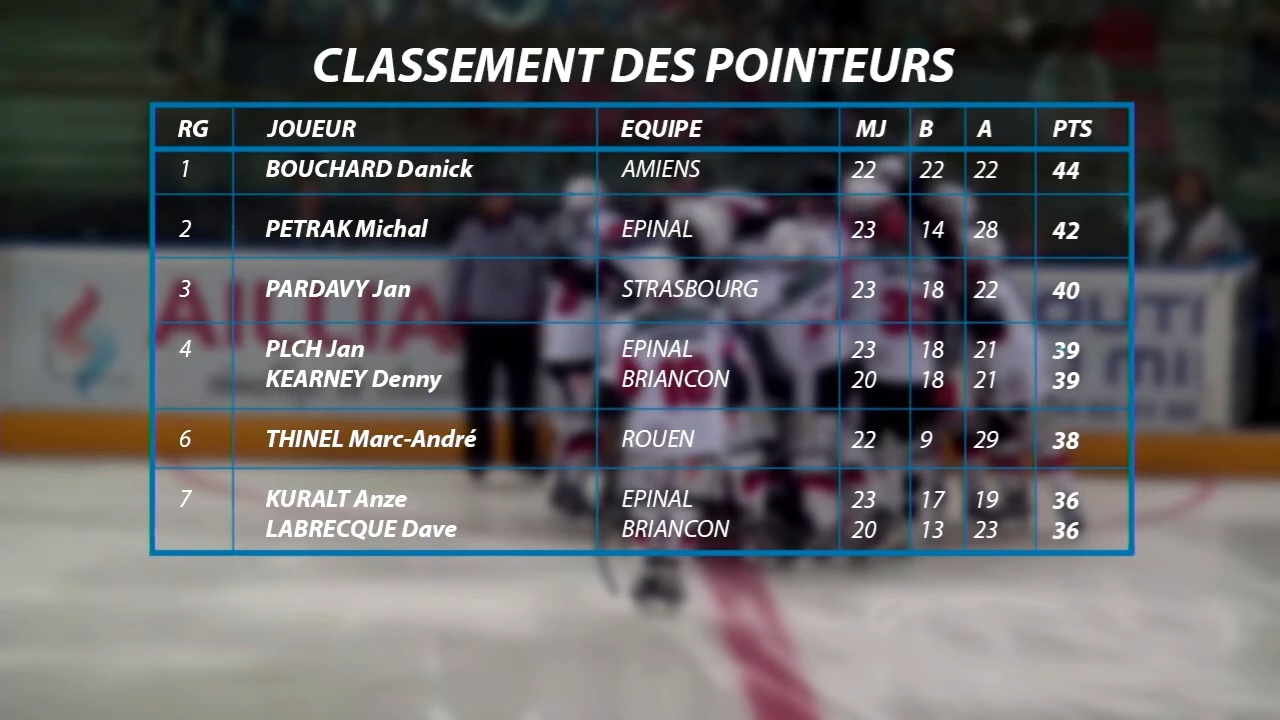 CLASSEMENT DES POINTEURS
RG JOUEUR EQUIPE MJ B A PTS
1 BOUCHARD Danick AMIENS 22 22 22 44
2 PETRAK Michal EPINAL 23 14 28 42
3 PARDAVY Jan STRASBOURG 23 18 22 40
4 PLCH Jan EPINAL 23 18 21 39
KEARNEY Denny BRIANCON 20 18 21 39
6 THINEL Marc-André ROUEN 22 9 29 38
7 KURALT Anze EPINAL 23 17 19 36
LABRECQUE Dave BRIANCON 20 13 23 36